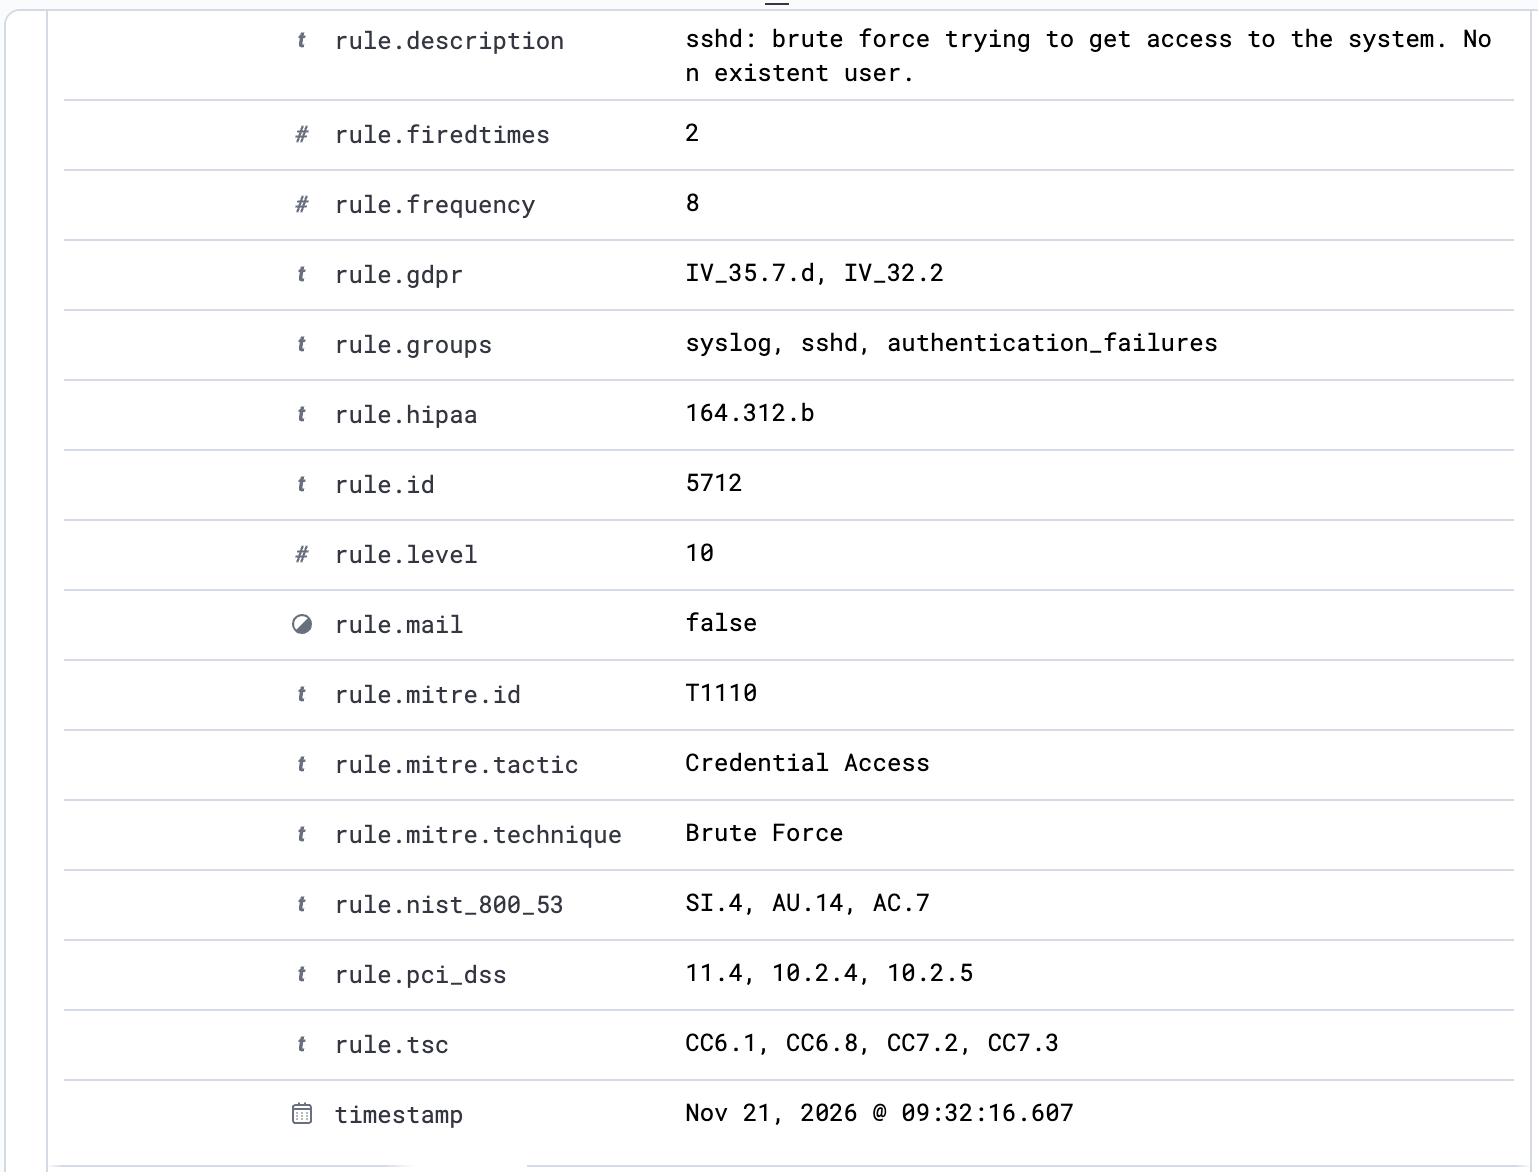 t rule.description sshd: brute force trying to get access to the system. No
n existent user.
# rule.firedtimes 2
# rule.frequency 8
t rule.gdpr IV_35.7.d, IV_32.2
t rule.groups syslog, sshd, authentication_failures
t rule.hipaa 164.312.b
t rule.id 5712
# rule.level 10
rule.mail false
t rule.mitre.id T1110
t rule.mitre.tactic Credential Access
t rule.mitre.technique Brute Force
t rule.nist_800_53 SI.4, AU.14, AC.7
t rule.pci_dss 11.4, 10.2.4, 10.2.5
t rule.tsc CC6.1, CC6.8, CC7.2, CC7.3
timestamp Nov 21, 2026 @ 09:32:16.607